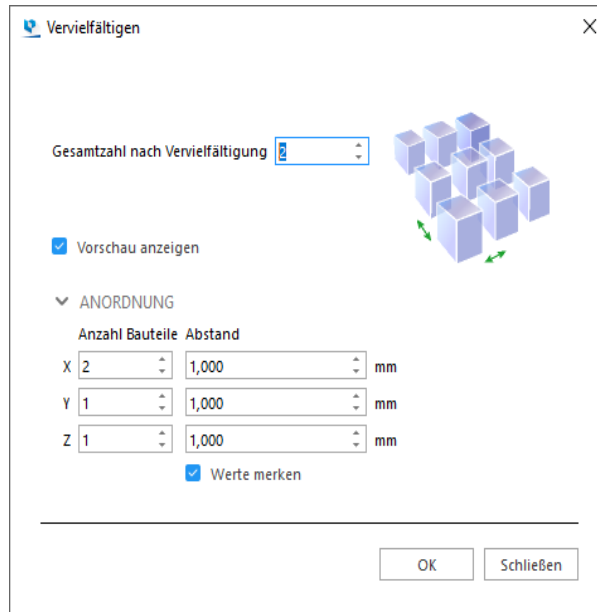 Vervielfältigen
Gesamtzahl nach Vervielfältigung 2
Vorschau anzeigen
ANORDNUNG
Anzahl Bauteile Abstand
X 2 1,000 mm
Y 1 1,000 mm
Z 1 1,000 mm
Werte merken
OK Schließen